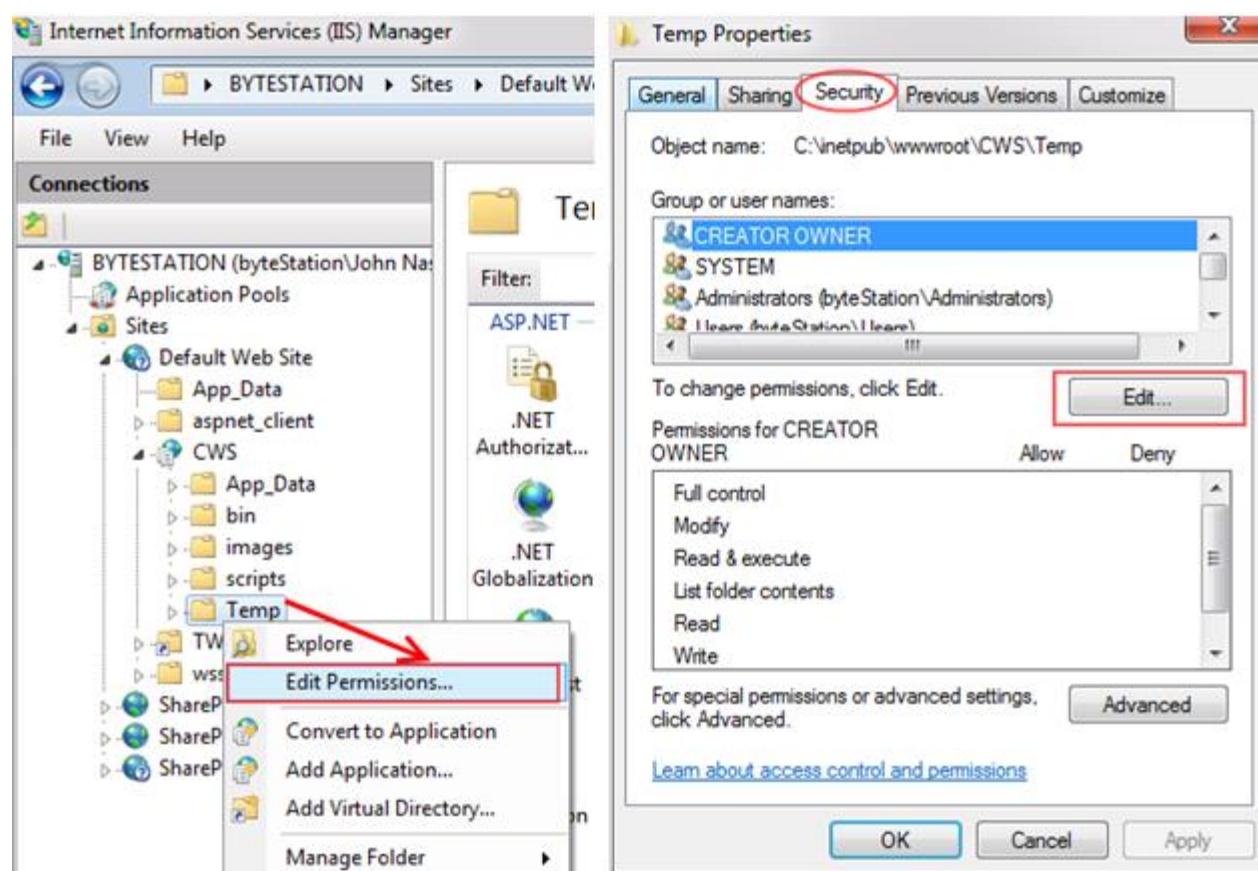 Internet Information Services (IIS) Manager
BYTESTATION Sites Default W
File View Help
Connections
BYTESTATION (byteStation\John Na
Application Pools
Sites
Default Web Site
App_Data
aspnet_client
CWS
App_Data
bin
images
scripts
Temp
TW
wss
ShareP
ShareP
ShareP
Explore
Edit Permissions...
Convert to Application
Add Application...
Add Virtual Directory...
Manage Folder
Te
Filter:
ASP.NET
.NET
Authorizat...
.NET
Globalization
t
on
Temp Properties
General Sharing Security Previous Versions Customize
Object name: C:\inetpub\wwwroot\CWS\Temp
Group or user names:
CREATOR OWNER
SYSTEM
Administrators (byteStation\Administrators)
Users (byteStation\Users)
To change permissions, click Edit.
Edit...
Permissions for CREATOR
OWNER Allow Deny
Full control
Modify
Read & execute
List folder contents
Read
Write
For special permissions or advanced settings,
click Advanced.
Advanced
Learn about access control and permissions
OK Cancel Apply